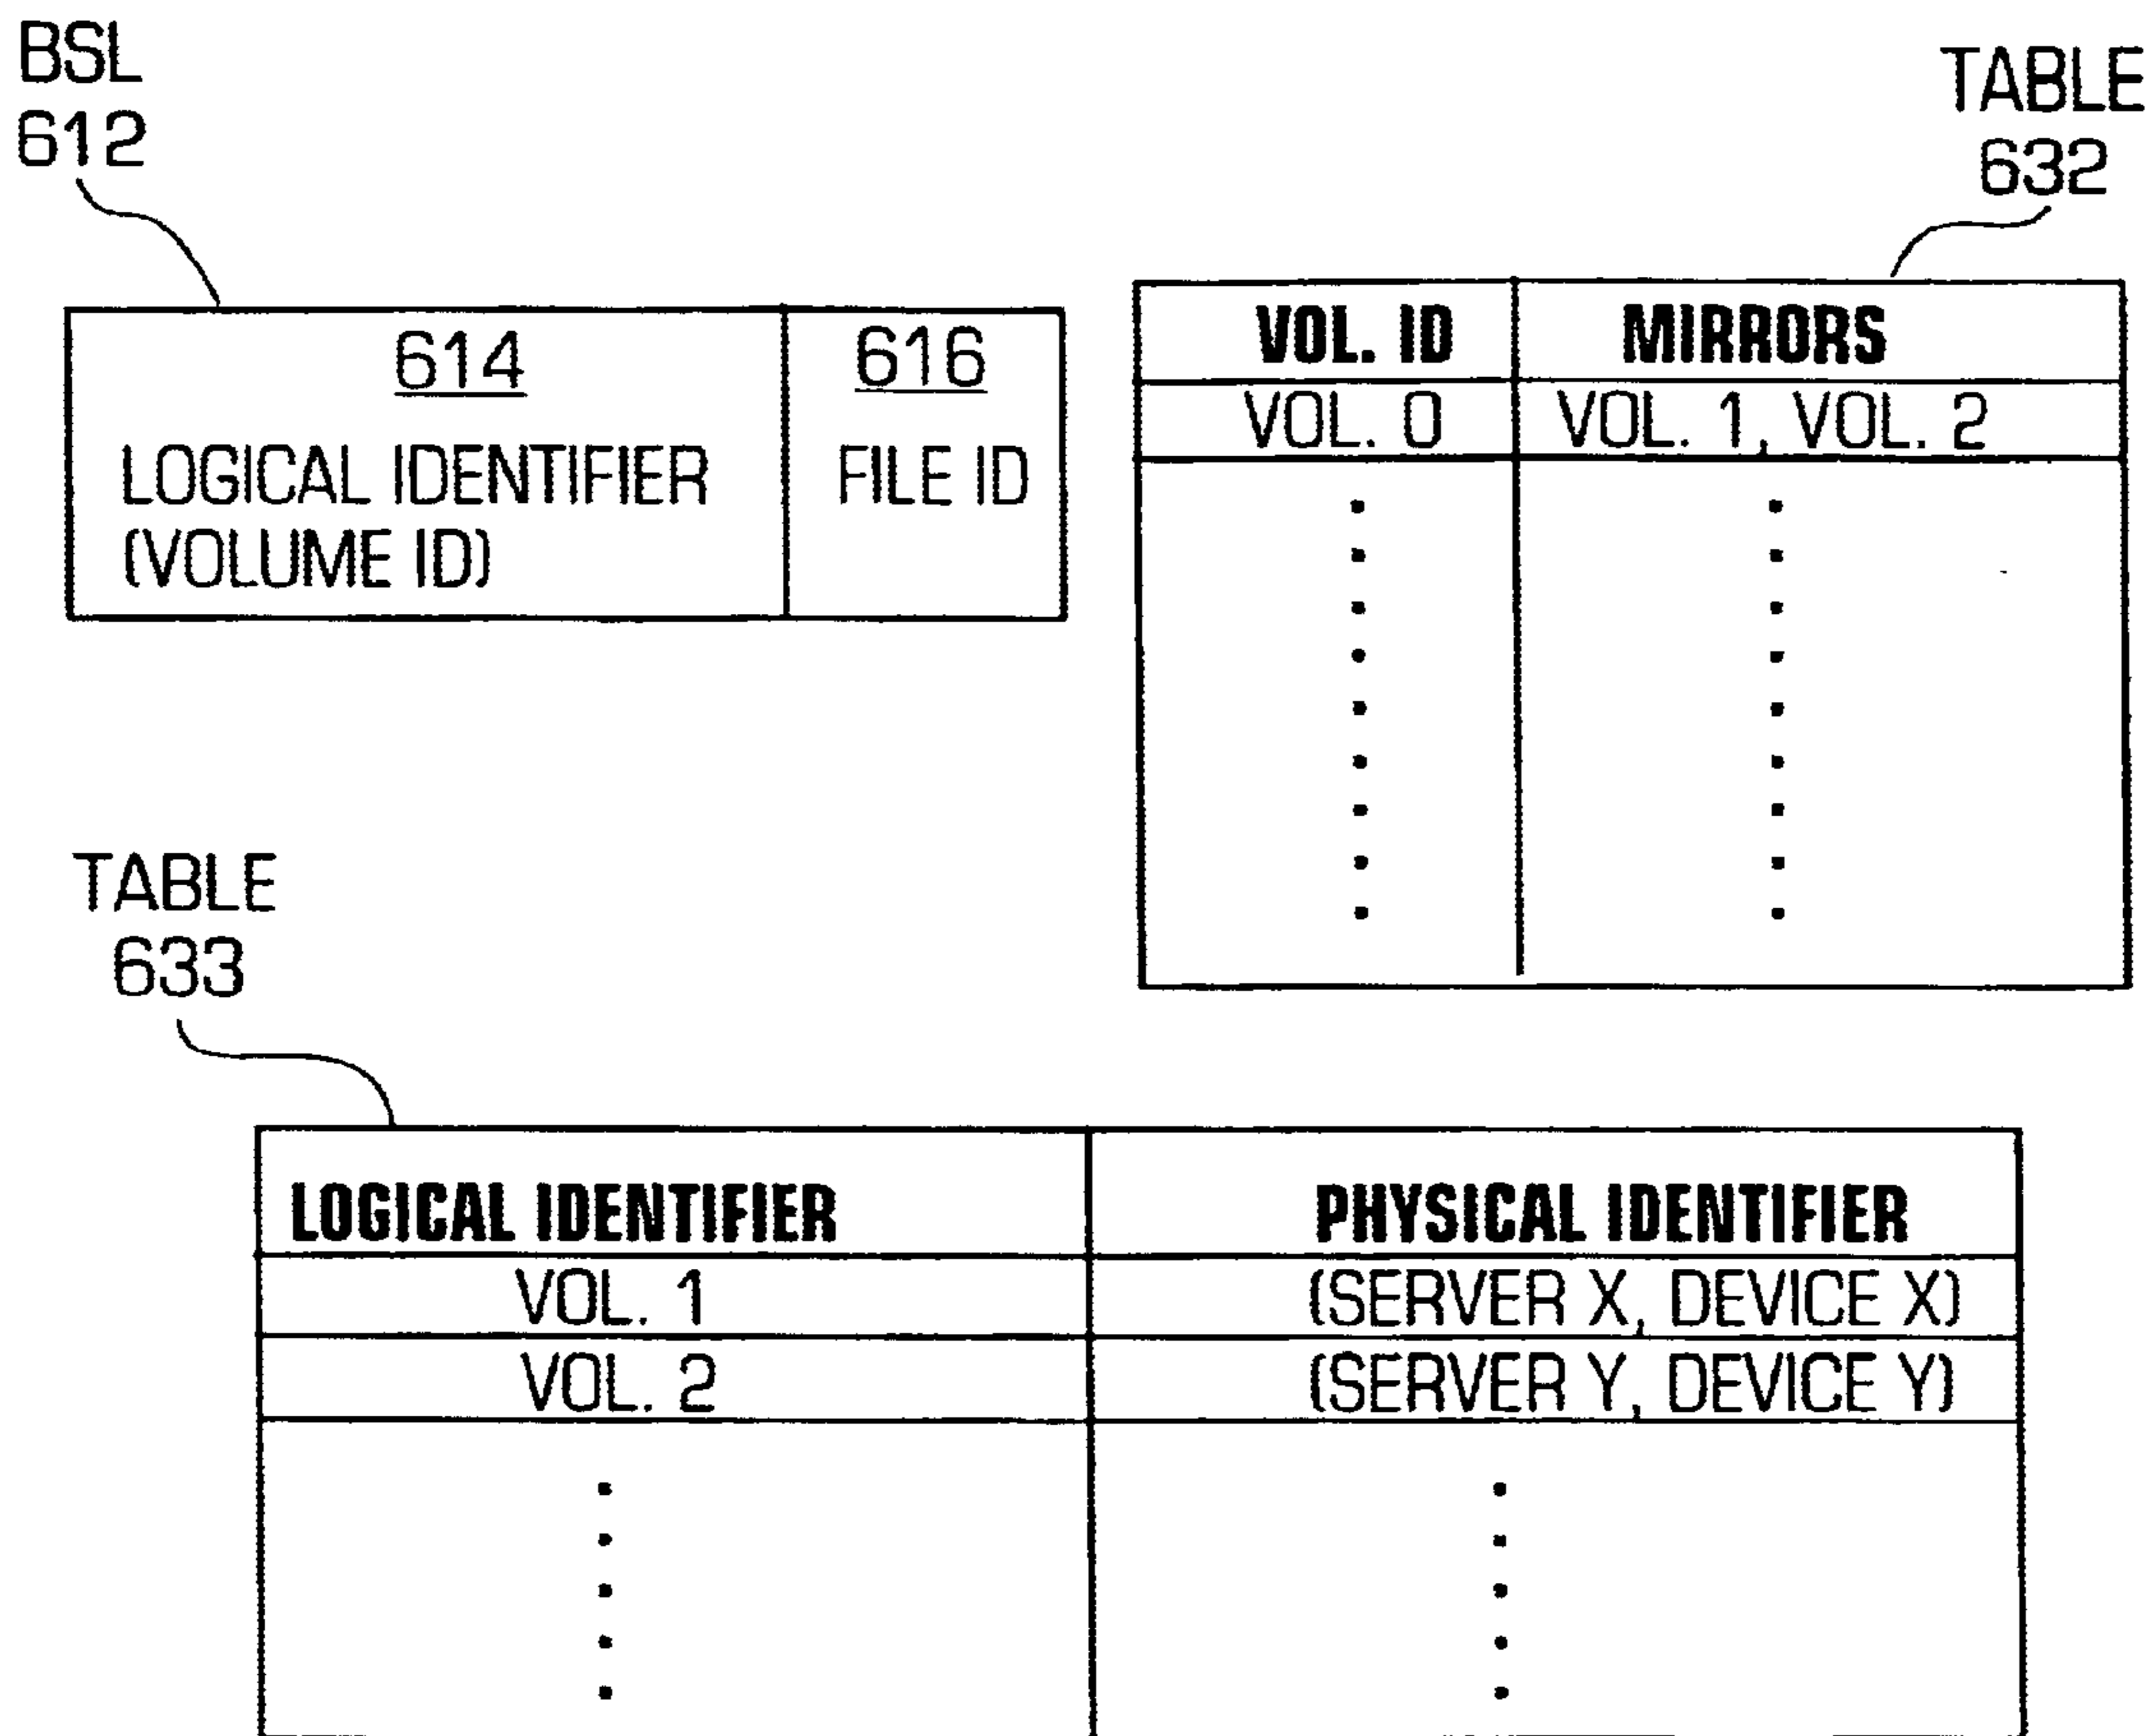 BSL
612
614
LOGICAL IDENTIFIER
(VOLUME ID)
616
FILE ID
TABLE
632
VOL. ID MIRRORS
VOL. 0 VOL. 1, VOL. 2
TABLE
633
LOGICAL IDENTIFIER PHYSICAL IDENTIFIER
VOL. 1 (SERVER X, DEVICE X)
VOL. 2 (SERVER Y, DEVICE Y)